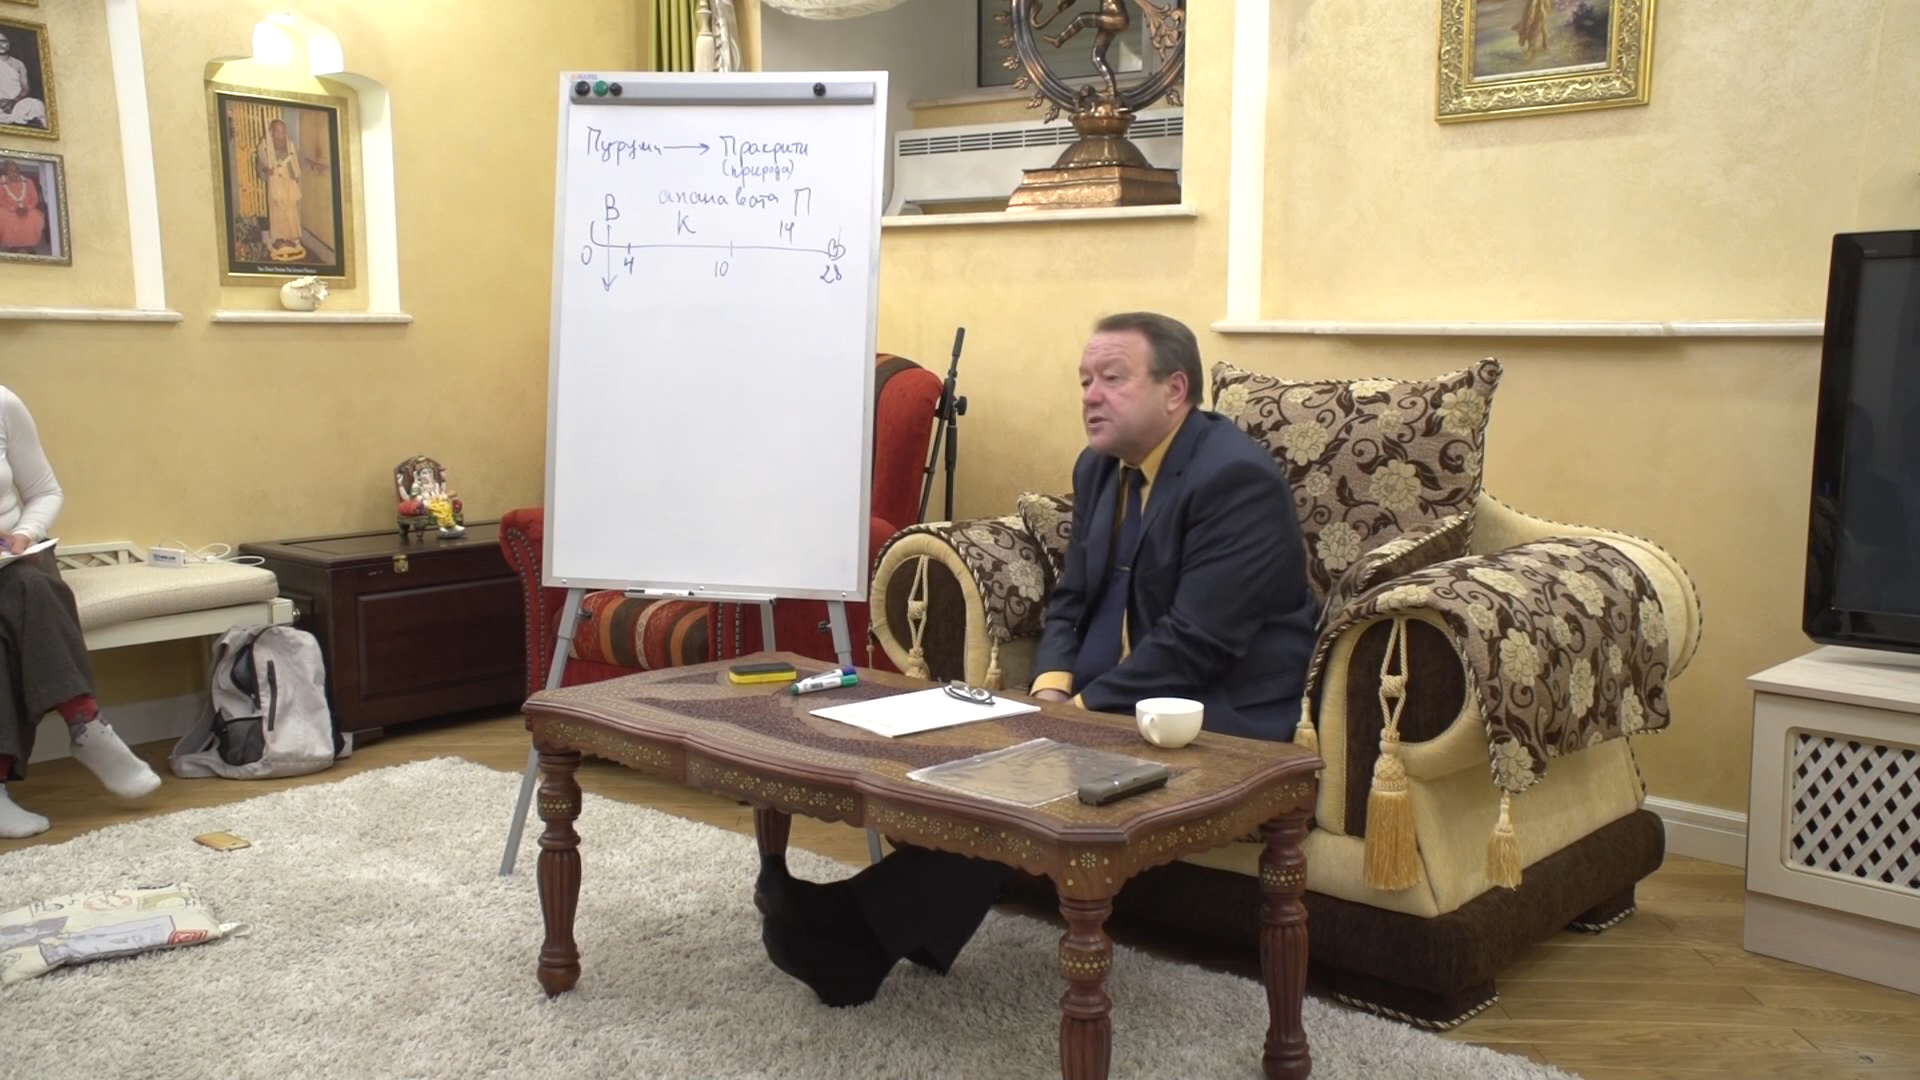 Пуруша → Пракрити
(природа)
апана вата
В К П
14
0 4 10 28